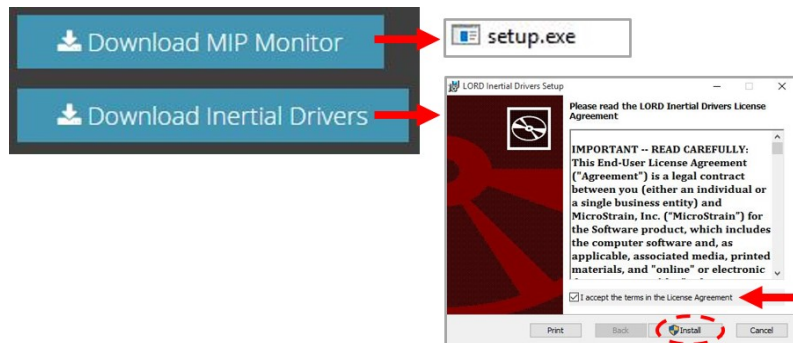 Download MIP Monitor
setup.exe
Download Inertial Drivers
LORD Inertial Drivers Setup
Please read the LORD Inertial Drivers License
Agreement
IMPORTANT -- READ CAREFULLY:
This End-User License Agreement
("Agreement") is a legal contract
between you (either an individual or
a single business entity) and
MicroStrain, Inc. ("MicroStrain") for
the Software product, which includes
the computer software and, as
applicable, associated media, printed
materials, and "online" or electronic
I accept the terms in the License Agreement
Print Back Install Cancel